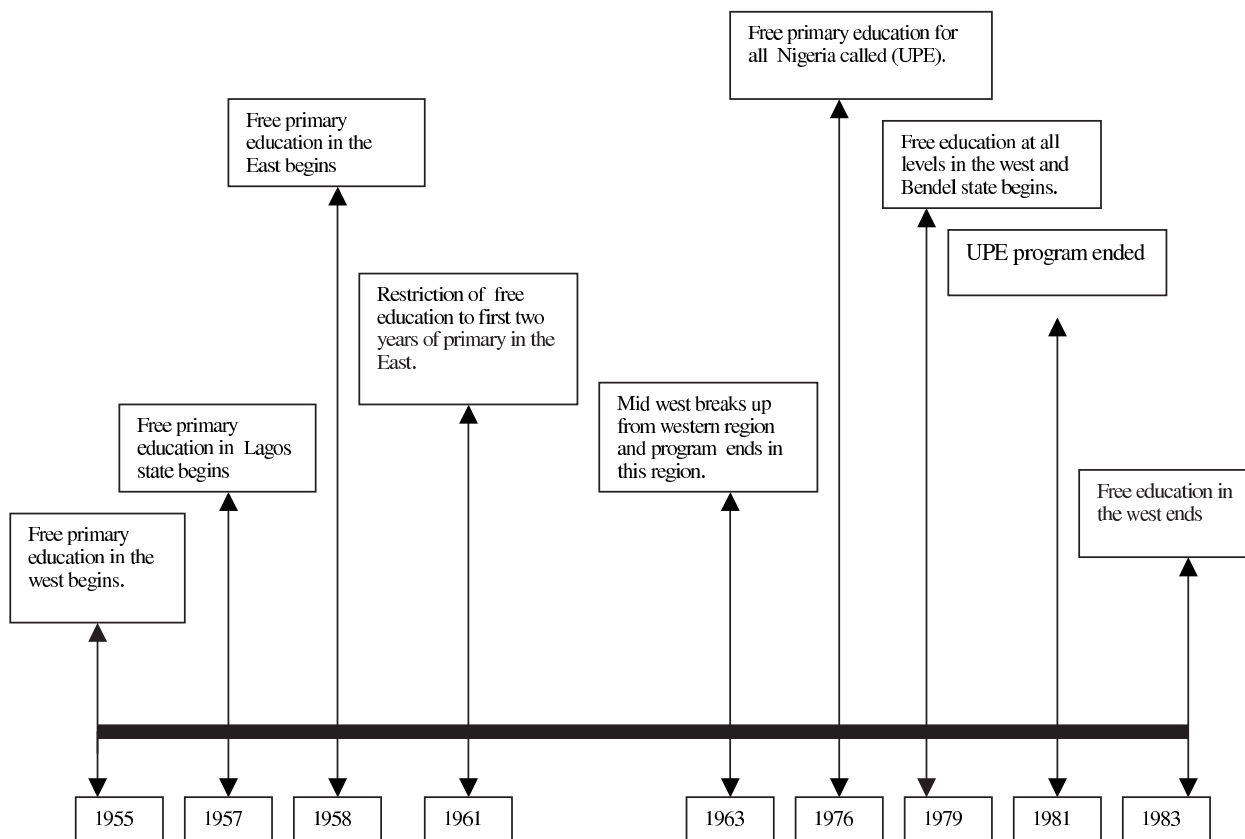 Free primary education for
all Nigeria called (UPE).
Free primary
education in the
East begins
Free education at all
levels in the west and
Bendel state begins.
UPE program ended
Restriction of free
education to first two
years of primary in the
East.
Free primary
education in Lagos
state begins
Mid west breaks up
from western region
and program ends in
this region.
Free education in
the west ends
Free primary
education in the
west begins.
1955
1957
1958
1961
1963
1976
1979
1981
1983